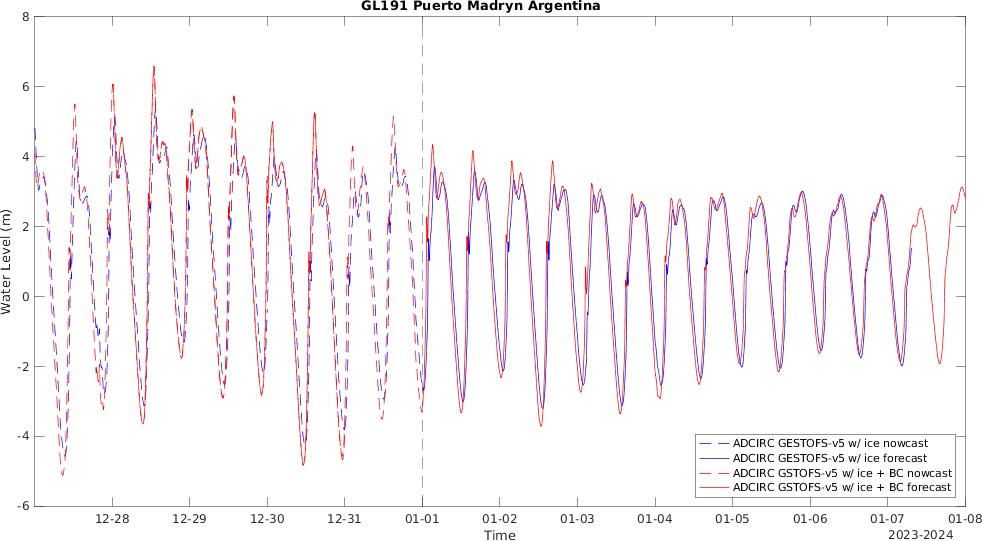 GL191 Puerto Madryn Argentina
Water Level (m)
8
6
4
2
0
-2
-4
-6
12-28 12-29 12-30 12-31 01-01 01-02 01-03 01-04 01-05 01-06 01-07 01-08
Time
2023-2024
ADCIRC GESTOFS-v5 w/ ice nowcast
ADCIRC GESTOFS-v5 w/ ice forecast
ADCIRC GSTOFS-v5 w/ ice + BC nowcast
ADCIRC GSTOFS-v5 w/ ice + BC forecast